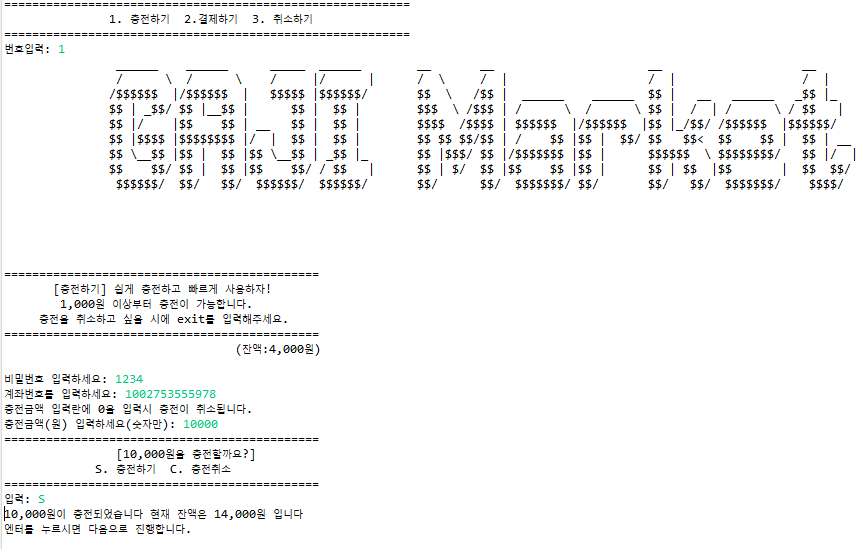 ==========================================================
1. 충전하기  2.결제하기  3. 취소하기
==========================================================
번호입력: 1
GAJI Market
=============================================
[충전하기] 쉽게 충전하고 빠르게 사용하자!
1,000원 이상부터 충전이 가능합니다.
충전을 취소하고 싶을 시에 exit를 입력해주세요.
=============================================
(잔액:4,000원)
비밀번호 입력하세요: 1234
계좌번호를 입력하세요: 1002753555978
충전금액 입력란에 0을 입력시 충전이 취소됩니다.
충전금액(원) 입력하세요(숫자만): 10000
=============================================
[10,000원을 충전할까요?]
S. 충전하기  C. 충전취소
=============================================
입력: S
10,000원이 충전되었습니다 현재 잔액은 14,000원 입니다
엔터를 누르시면 다음으로 진행합니다.